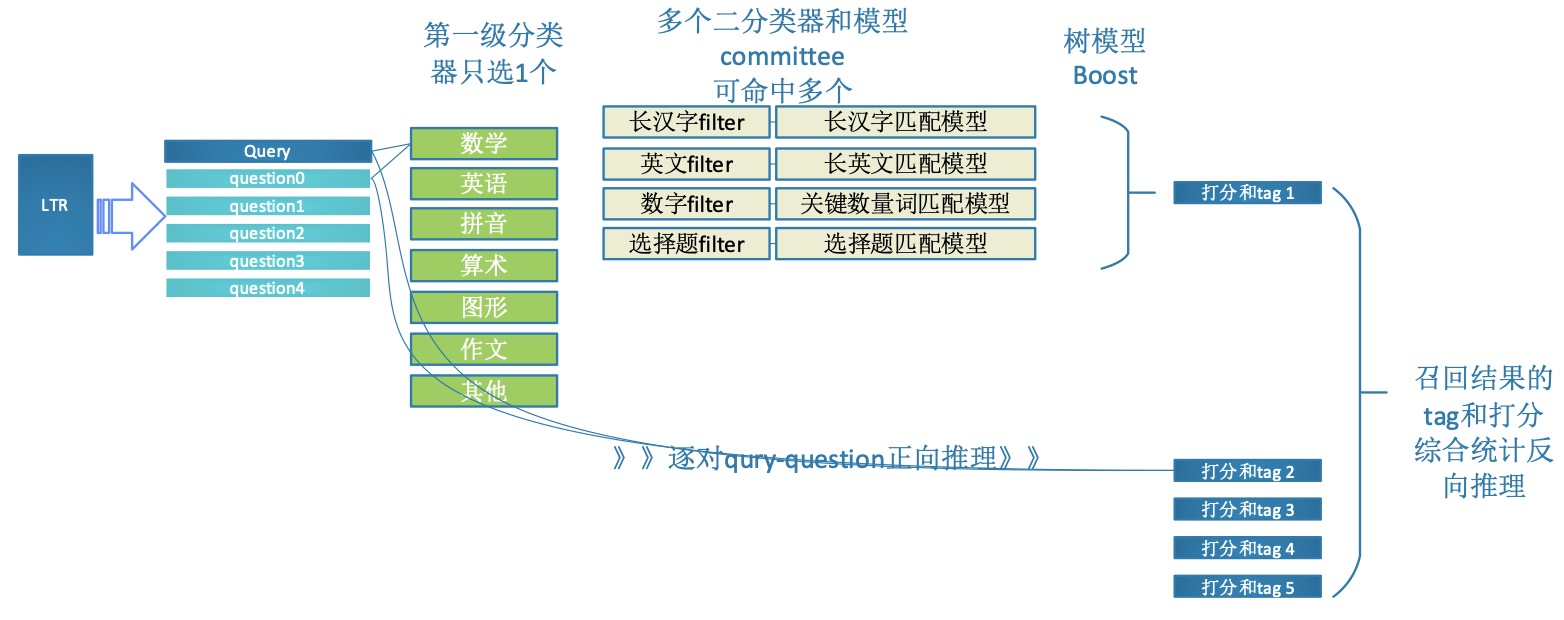 LTR
Query
question0
question1
question2
question3
question4
第一级分类
器只选1个
数学
英语
拼音
算术
图形
作文
其他
多个二分类器和模型
committee
可命中多个
长汉字filter
长汉字匹配模型
英文filter
长英文匹配模型
数字filter
关键数量词匹配模型
选择题filter
选择题匹配模型
树模型
Boost
》》逐对qury-question正向推理》》
打分和tag 1
打分和tag 2
打分和tag 3
打分和tag 4
打分和tag 5
召回结果的
tag和打分
综合统计反
向推理